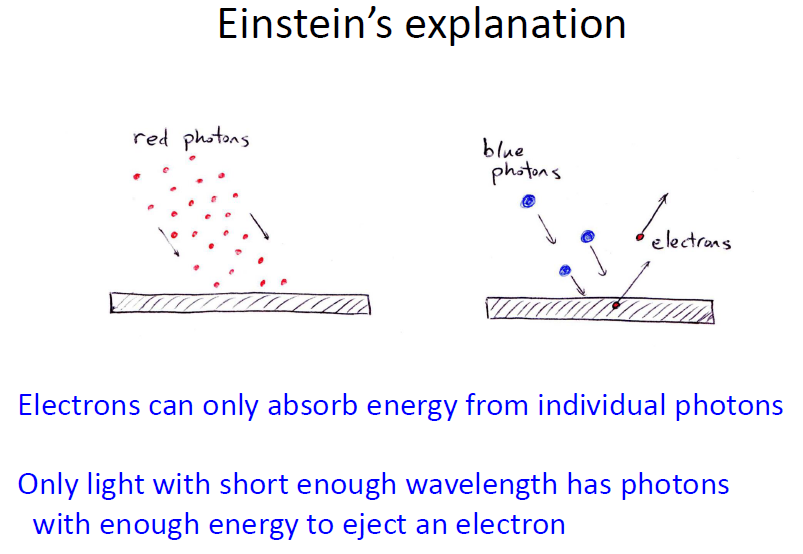 Einstein's explanation
red photons
blue
photons
electrons
Electrons can only absorb energy from individual photons
Only light with short enough wavelength has photons
with enough energy to eject an electron